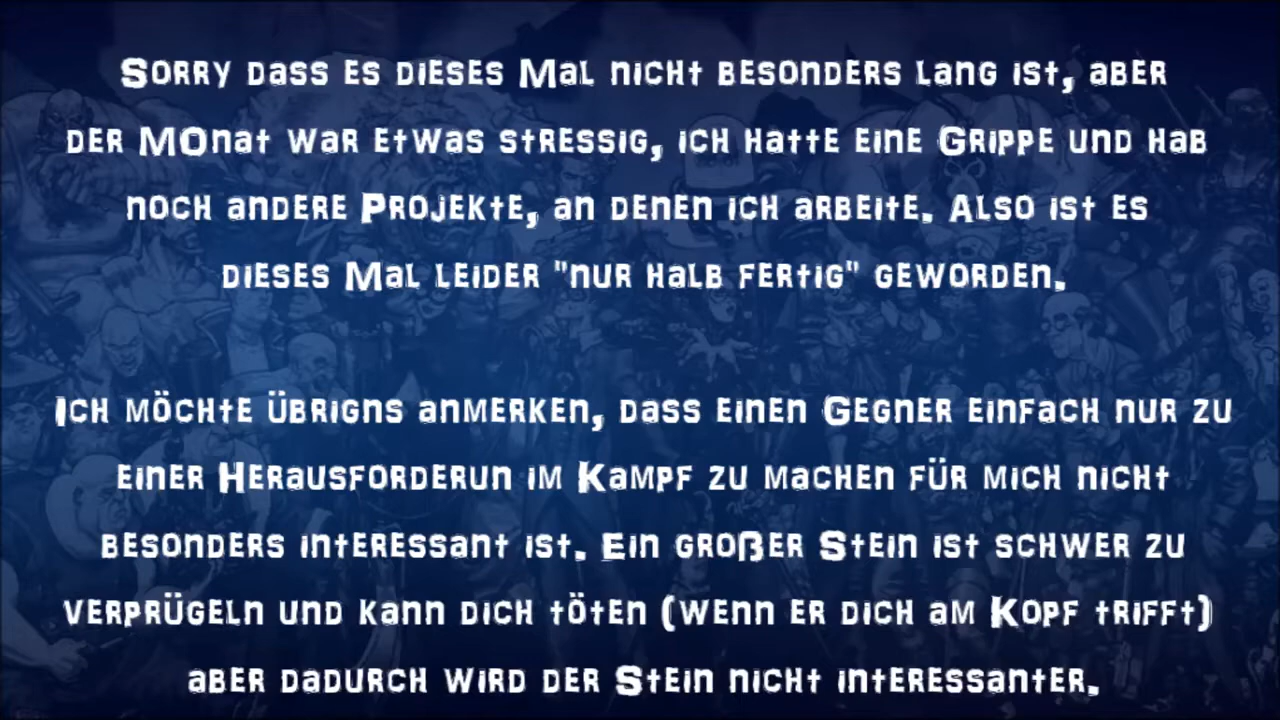 Sorry dass es dieses Mal nicht besonders lang ist, aber
der MOnat war etwas stressig, ich hatte eine Grippe und hab
noch andere Projekte, an denen ich arbeite. Also ist es
dieses Mal leider "nur halb fertig" geworden.
Ich möchte übrigns anmerken, dass einen Gegner einfach nur zu
einer Herausforderun im Kampf zu machen für mich nicht
besonders interessant ist. Ein großer Stein ist schwer zu
verprügeln und kann dich töten (wenn er dich am Kopf trifft)
aber dadurch wird der Stein nicht interessanter.